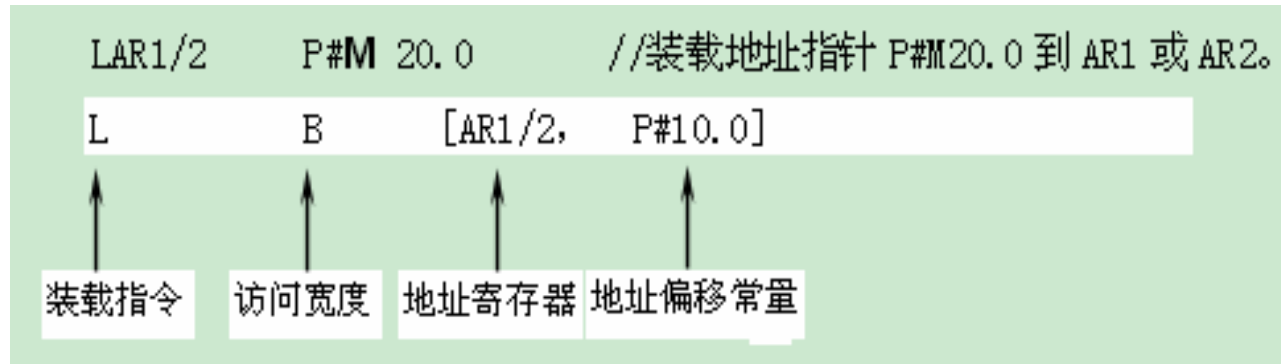 LAR1/2 P#M 20.0 //装载地址指针 P#M20.0 到 AR1 或 AR2。
L B [AR1/2, P#10.0]
装载指令 访问宽度 地址寄存器 地址偏移常量